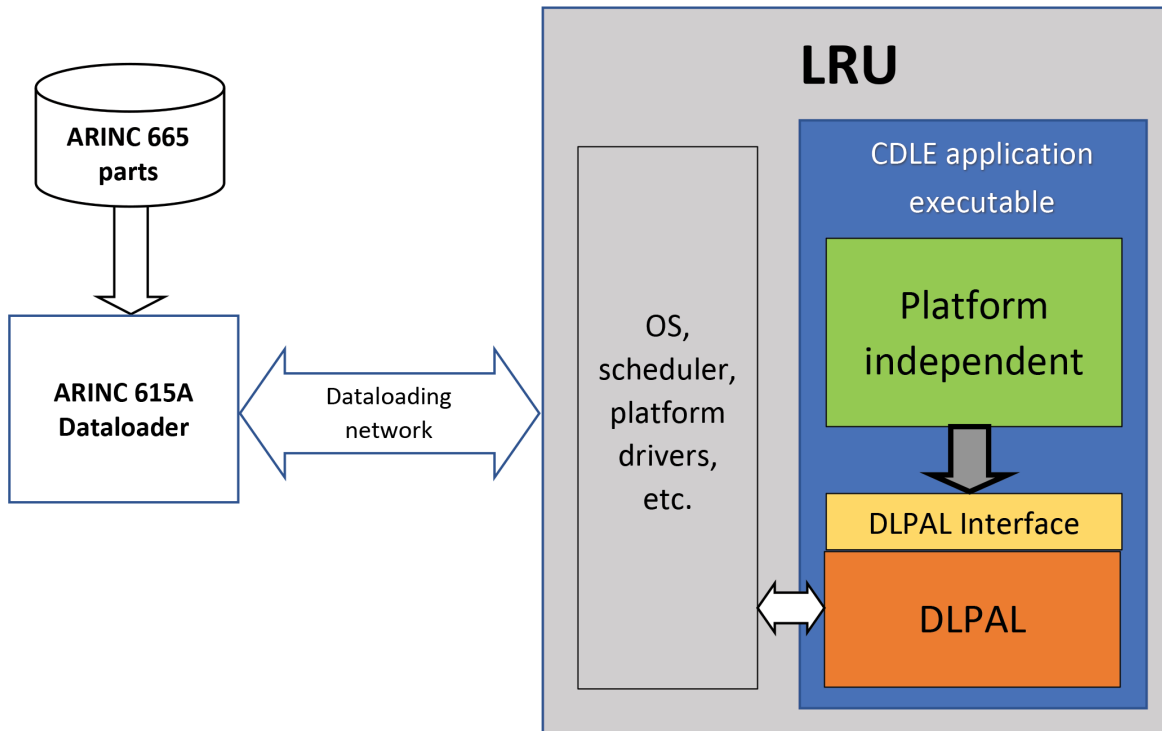 ARINC 665
parts
ARINC 615A
Dataloader
Dataloading
network
LRU
OS,
scheduler,
platform
drivers,
etc.
CDLE application
executable
Platform
independent
DLPAL Interface
DLPAL